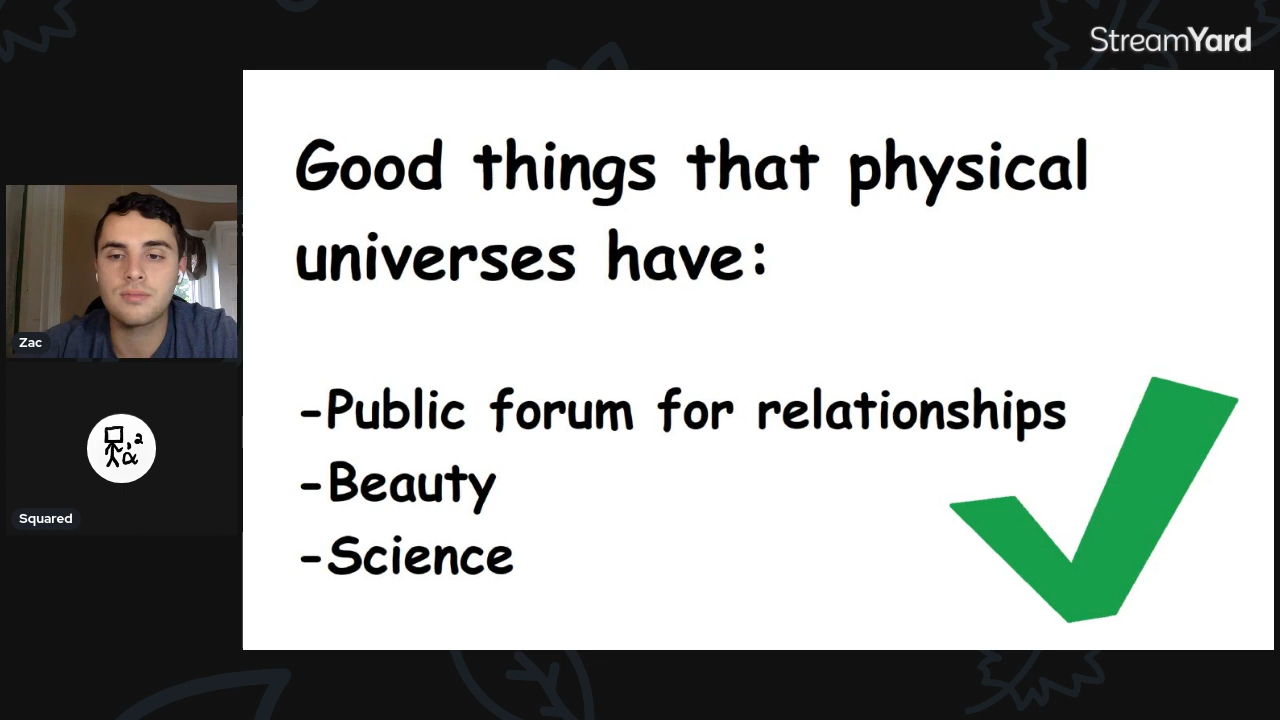 StreamYard
Good things that physical
universes have:
-Public forum for relationships
-Beauty
-Science
Zac
Squared